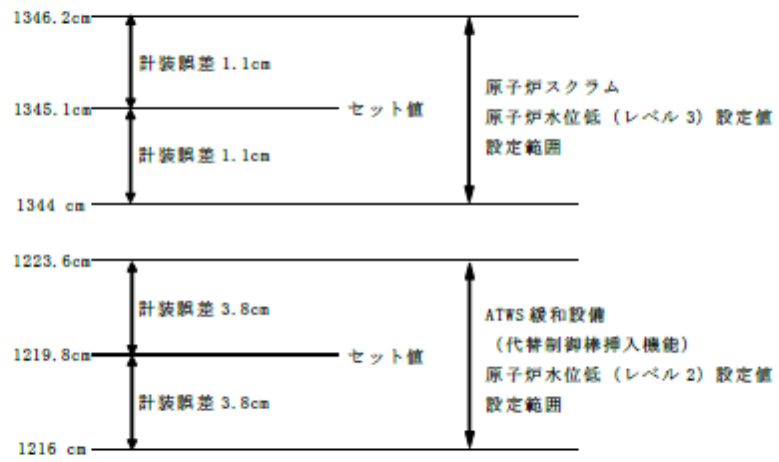 1346.2cm
計装誤差 1.1cm
原子炉スクラム
1345.1cm
セット値
原子炉水位低（レベル 3）設定値
設定範囲
計装誤差 1.1cm
1344 cm
1223.6cm
計装誤差 3.8cm
ATWS 緩和設備
（代替制御棒挿入機能）
1219.8cm
セット値
原子炉水位低（レベル 2）設定値
設定範囲
計装誤差 3.8cm
1216 cm